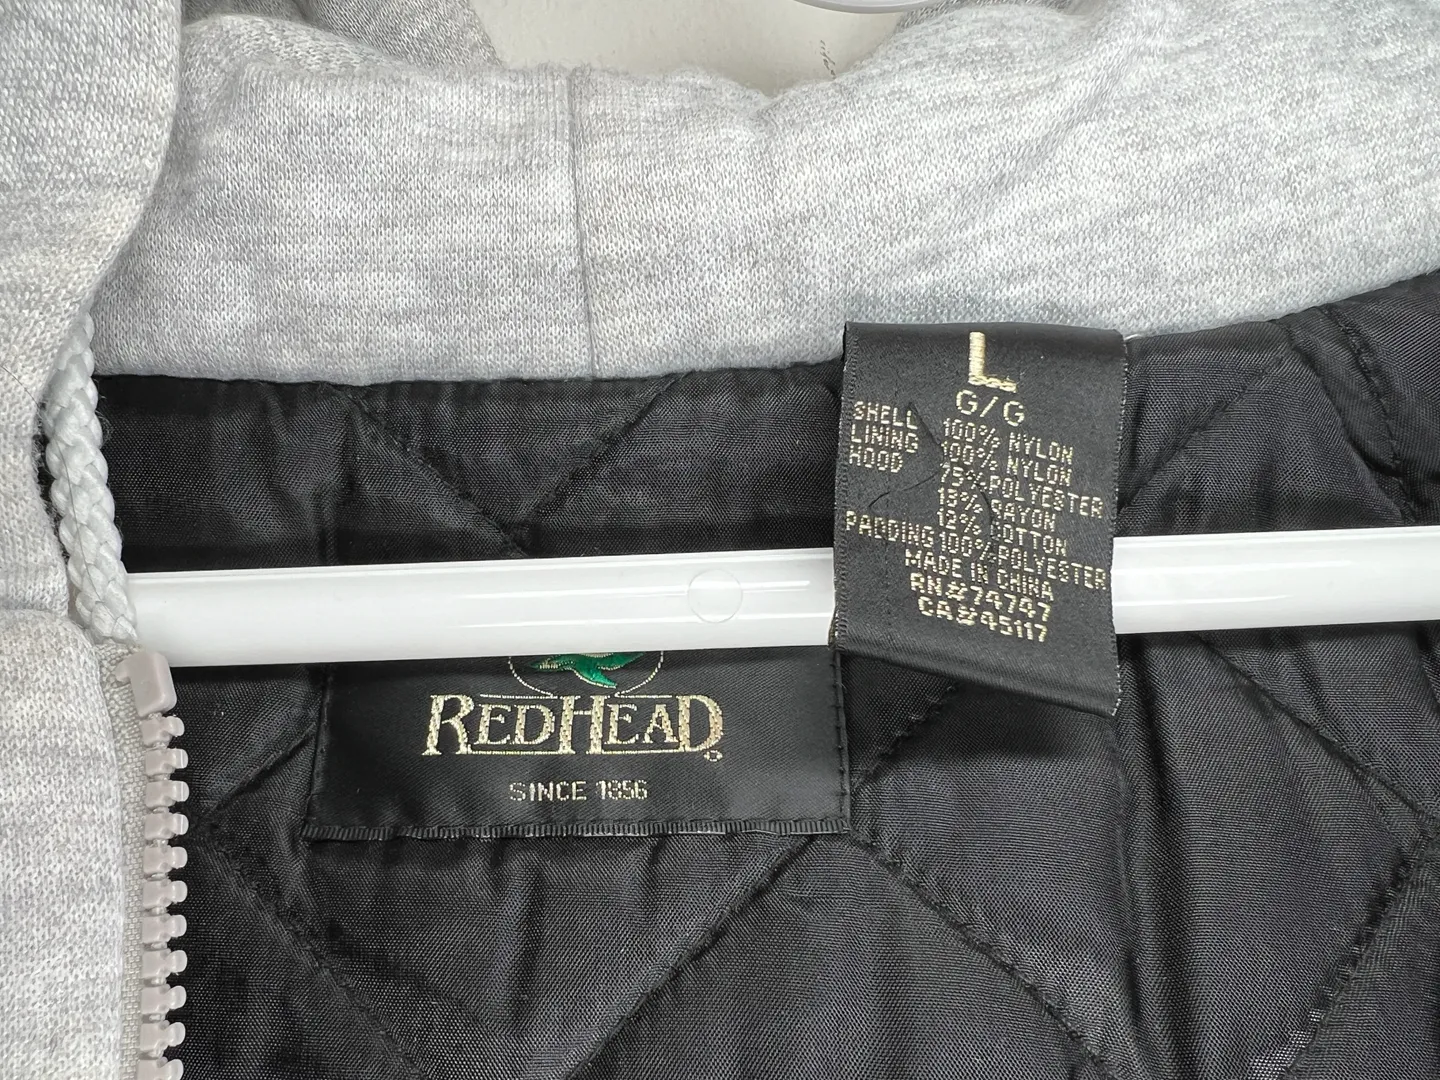 L
G/G
SHELL 100% NYLON
LINING 100% NYLON
HOOD 75% POLYESTER
13% RAYON
12% COTTON
PADDING 100% POLYESTER
MADE IN CHINA
RN#74747
CA#45117
REDHEAD®
SINCE 1856